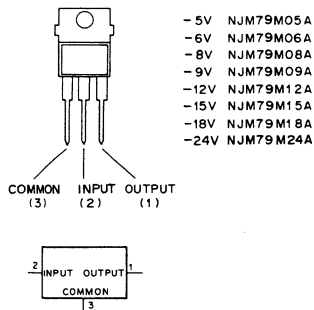 -5V NJM79M05A
-6V NJM79M06A
-8V NJM79M08A
-9V NJM79M09A
-12V NJM79M12A
-15V NJM79M15A
-18V NJM79M18A
-24V NJM79M24A
COMMON INPUT OUTPUT
(3) (2) (1)
2 1
INPUT OUTPUT
COMMON
3